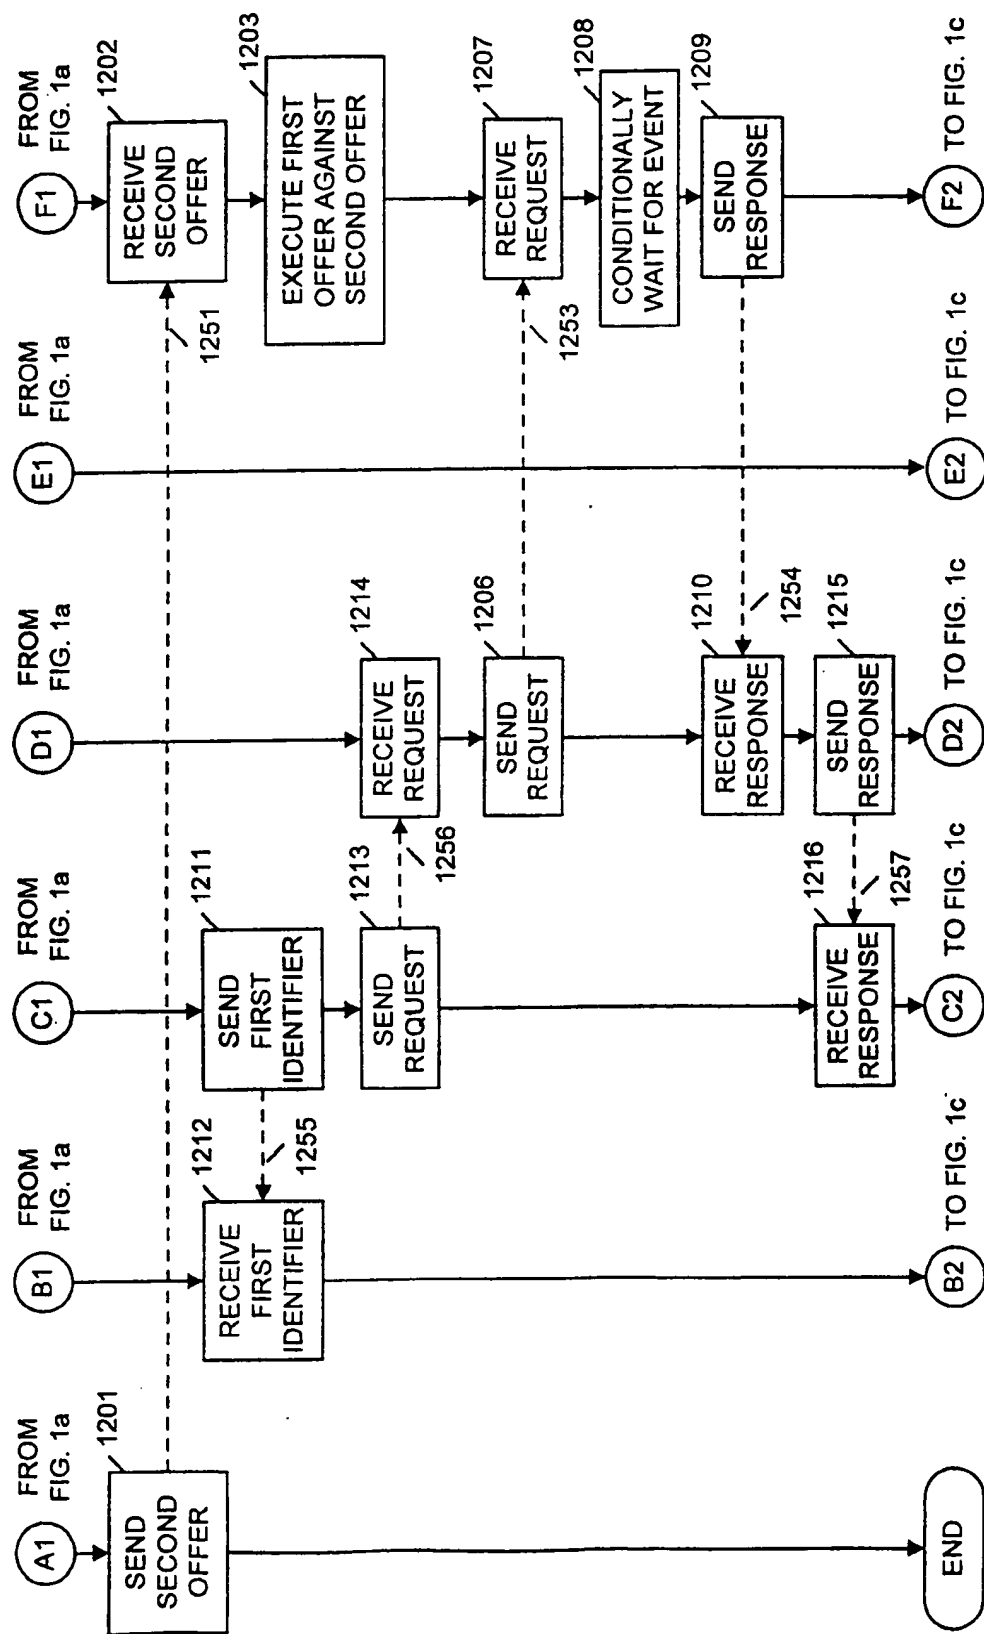 A1
FROM
FIG. 1a
B1
FROM
FIG. 1a
C1
FROM
FIG. 1a
D1
FROM
FIG. 1a
E1
FROM
FIG. 1a
F1
FROM
FIG. 1a
1201
SEND
SECOND
OFFER
1202
RECEIVE
SECOND
OFFER
1251
1203
EXECUTE FIRST
OFFER AGAINST
SECOND OFFER
1212
RECEIVE
FIRST
IDENTIFIER
1255
1211
SEND
FIRST
IDENTIFIER
1213
SEND
REQUEST
1256
1214
RECEIVE
REQUEST
1206
SEND
REQUEST
1253
1207
RECEIVE
REQUEST
1208
CONDITIONALLY
WAIT FOR EVENT
1209
SEND
RESPONSE
1254
1210
RECEIVE
RESPONSE
1215
SEND
RESPONSE
1257
1216
RECEIVE
RESPONSE
END
B2
TO FIG. 1c
C2
TO FIG. 1c
D2
TO FIG. 1c
E2
TO FIG. 1c
F2
TO FIG. 1c